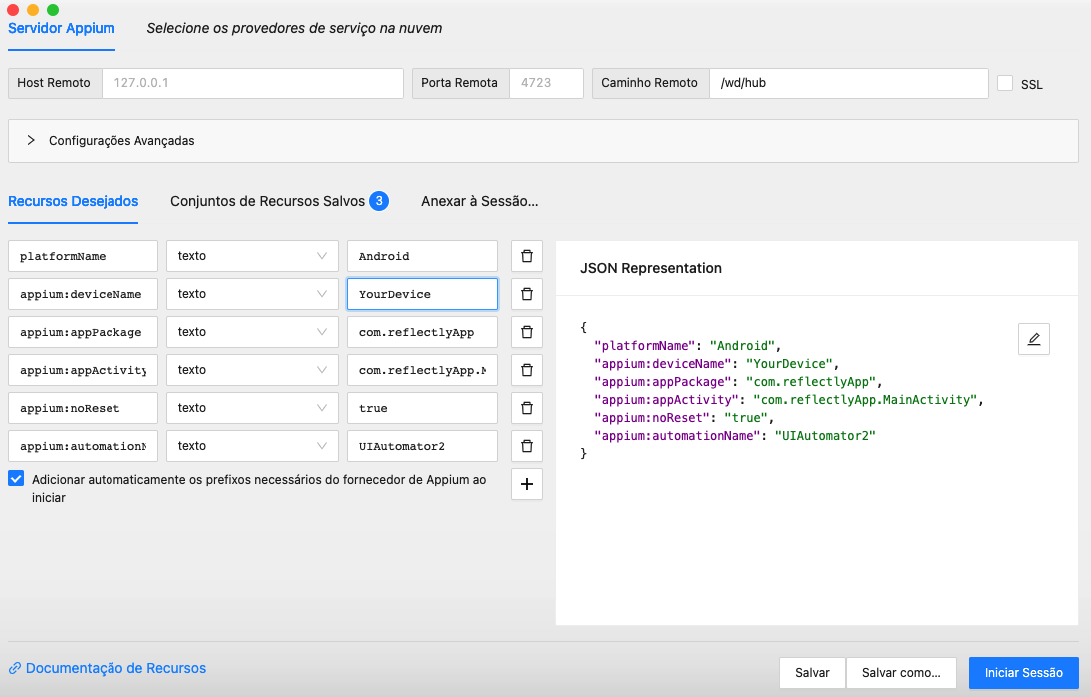 Servidor Appium Selecione os provedores de serviço na nuvem
Host Remoto 127.0.0.1 Porta Remota 4723 Caminho Remoto /wd/hub SSL
Configurações Avançadas
Recursos Desejados Conjuntos de Recursos Salvos 3 Anexar à Sessão...
platformName texto Android
appium:deviceName texto YourDevice
appium:appPackage texto com.reflectlyApp
appium:appActivity texto com.reflectlyApp.M
appium:noReset texto true
appium:automationN texto UIAutomator2
Adicionar automaticamente os prefixos necessários do fornecedor de Appium ao
iniciar
JSON Representation
{
"platformName": "Android",
"appium:deviceName": "YourDevice",
"appium:appPackage": "com.reflectlyApp",
"appium:appActivity": "com.reflectlyApp.MainActivity",
"appium:noReset": "true",
"appium:automationName": "UIAutomator2"
}
Documentação de Recursos Salvar Salvar como... Iniciar Sessão